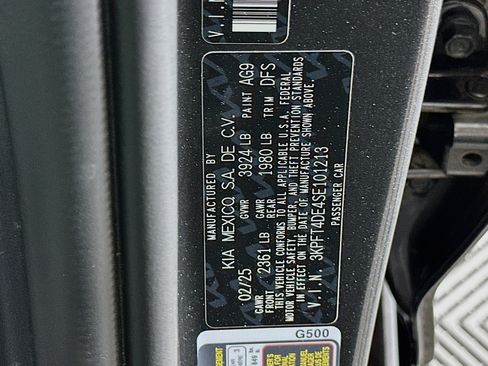 MANUFACTURED BY
KIA MEXICO, S.A. DE C.V.
02/25 GVWR 3924 LB PAINT AG9
GAWR FRONT 2361 LB GAWR REAR 1980 LB TRIM DFS
THIS VEHICLE CONFORMS TO ALL APPLICABLE U.S.A. FEDERAL
MOTOR VEHICLE SAFETY, BUMPER, AND THEFT PREVENTION STANDARDS
IN EFFECT ON THE DATE OF MANUFACTURE SHOWN ABOVE.
V.I.N. 3KPFT4DE4SE101213
PASSENGER CAR
V.I.N
G500